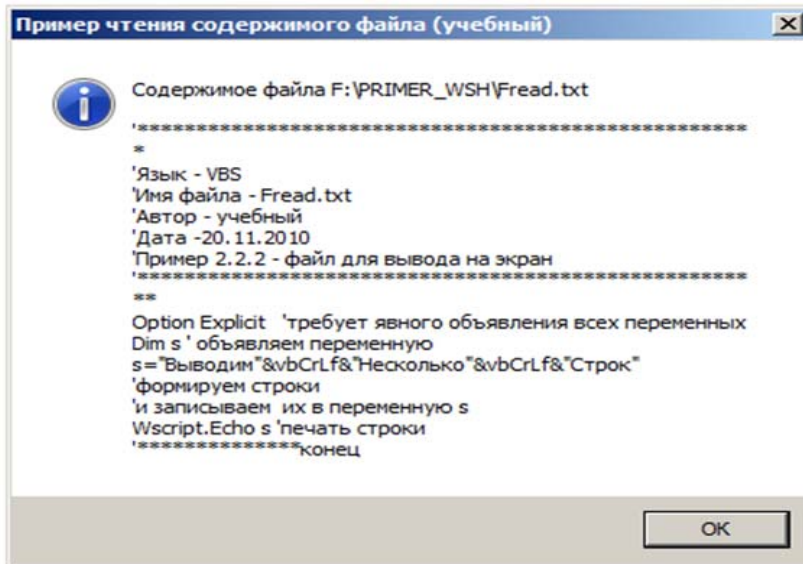 Пример чтения содержимого файла (учебный)
Содержимое файла F:\PRIMER_WSH\Fread.txt
'****************************************************
*
'Язык - VBS
'Имя файла - Fread.txt
'Автор - учебный
'Дата -20.11.2010
'Пример 2.2.2 - файл для вывода на экран
'****************************************************
**
Option Explicit   'требует явного объявления всех переменных
Dim s ' объявляем переменную
s="Выводим"&vbCrLf&"Несколько"&vbCrLf&"Строк"
'формируем строки
'и записываем  их в переменную s
Wscript.Echo s 'печать строки
'**************конец
OK